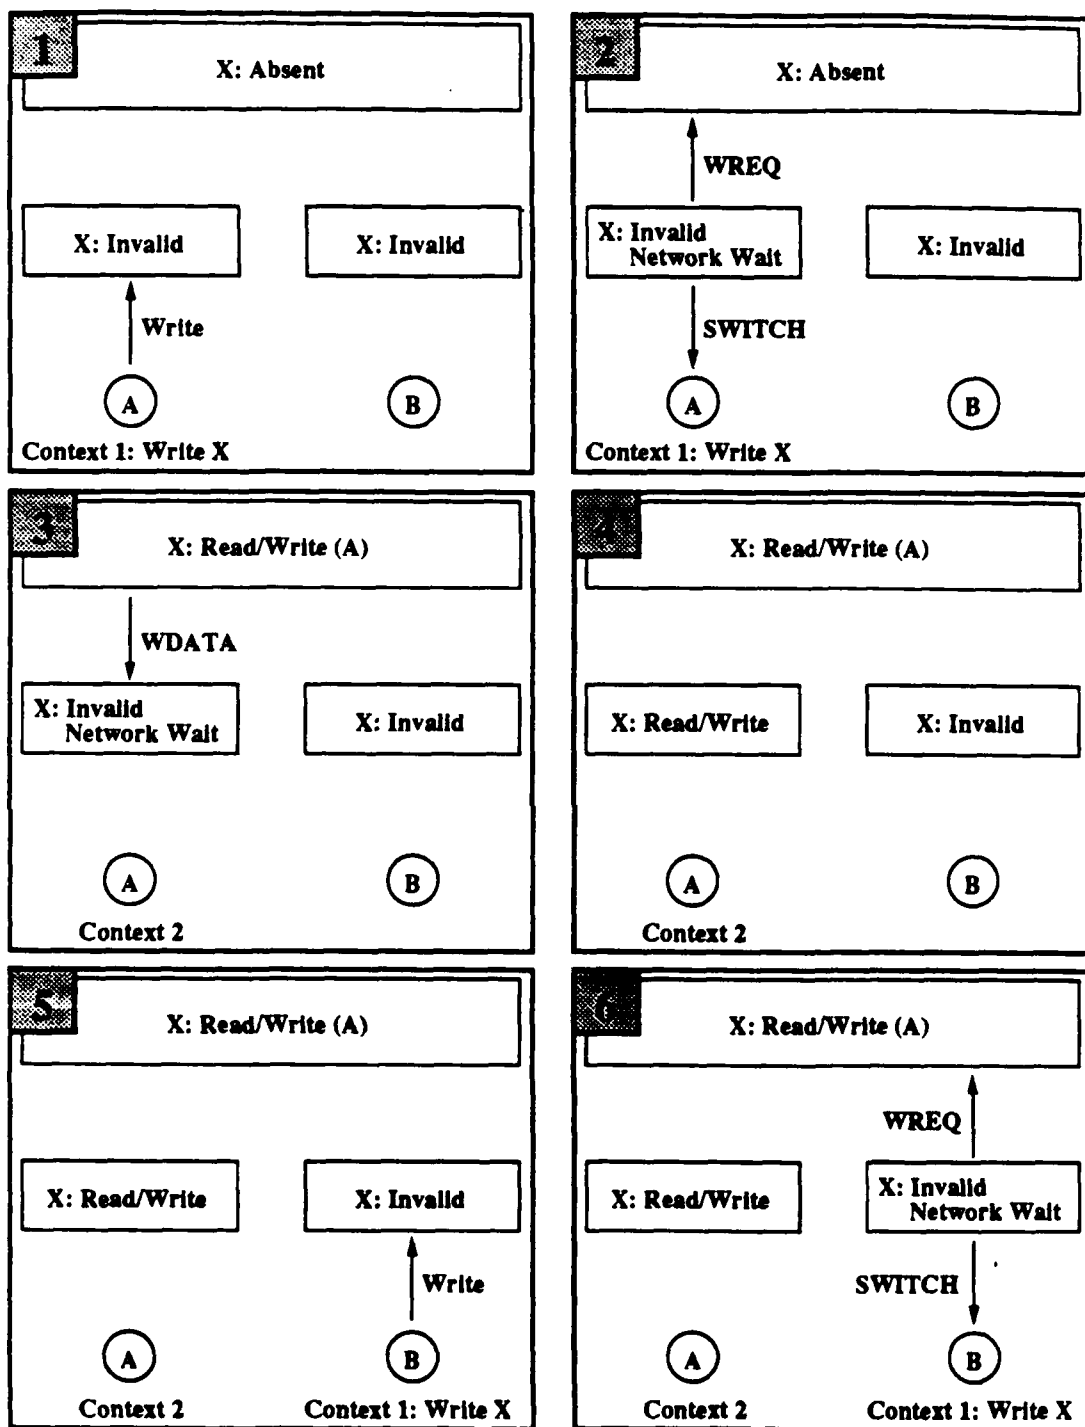 1
X: Absent
X: Invalid
X: Invalid
Write
A
B
Context 1: Write X
2
X: Absent
WREQ
X: Invalid
Network Wait
X: Invalid
SWITCH
A
B
Context 1: Write X
3
X: Read/Write (A)
WDATA
X: Invalid
Network Wait
X: Invalid
A
B
Context 2
4
X: Read/Write (A)
X: Read/Write
X: Invalid
A
B
Context 2
5
X: Read/Write (A)
X: Read/Write
X: Invalid
Write
A
B
Context 2
Context 1: Write X
6
X: Read/Write (A)
WREQ
X: Read/Write
X: Invalid
Network Wait
SWITCH
A
B
Context 2
Context 1: Write X